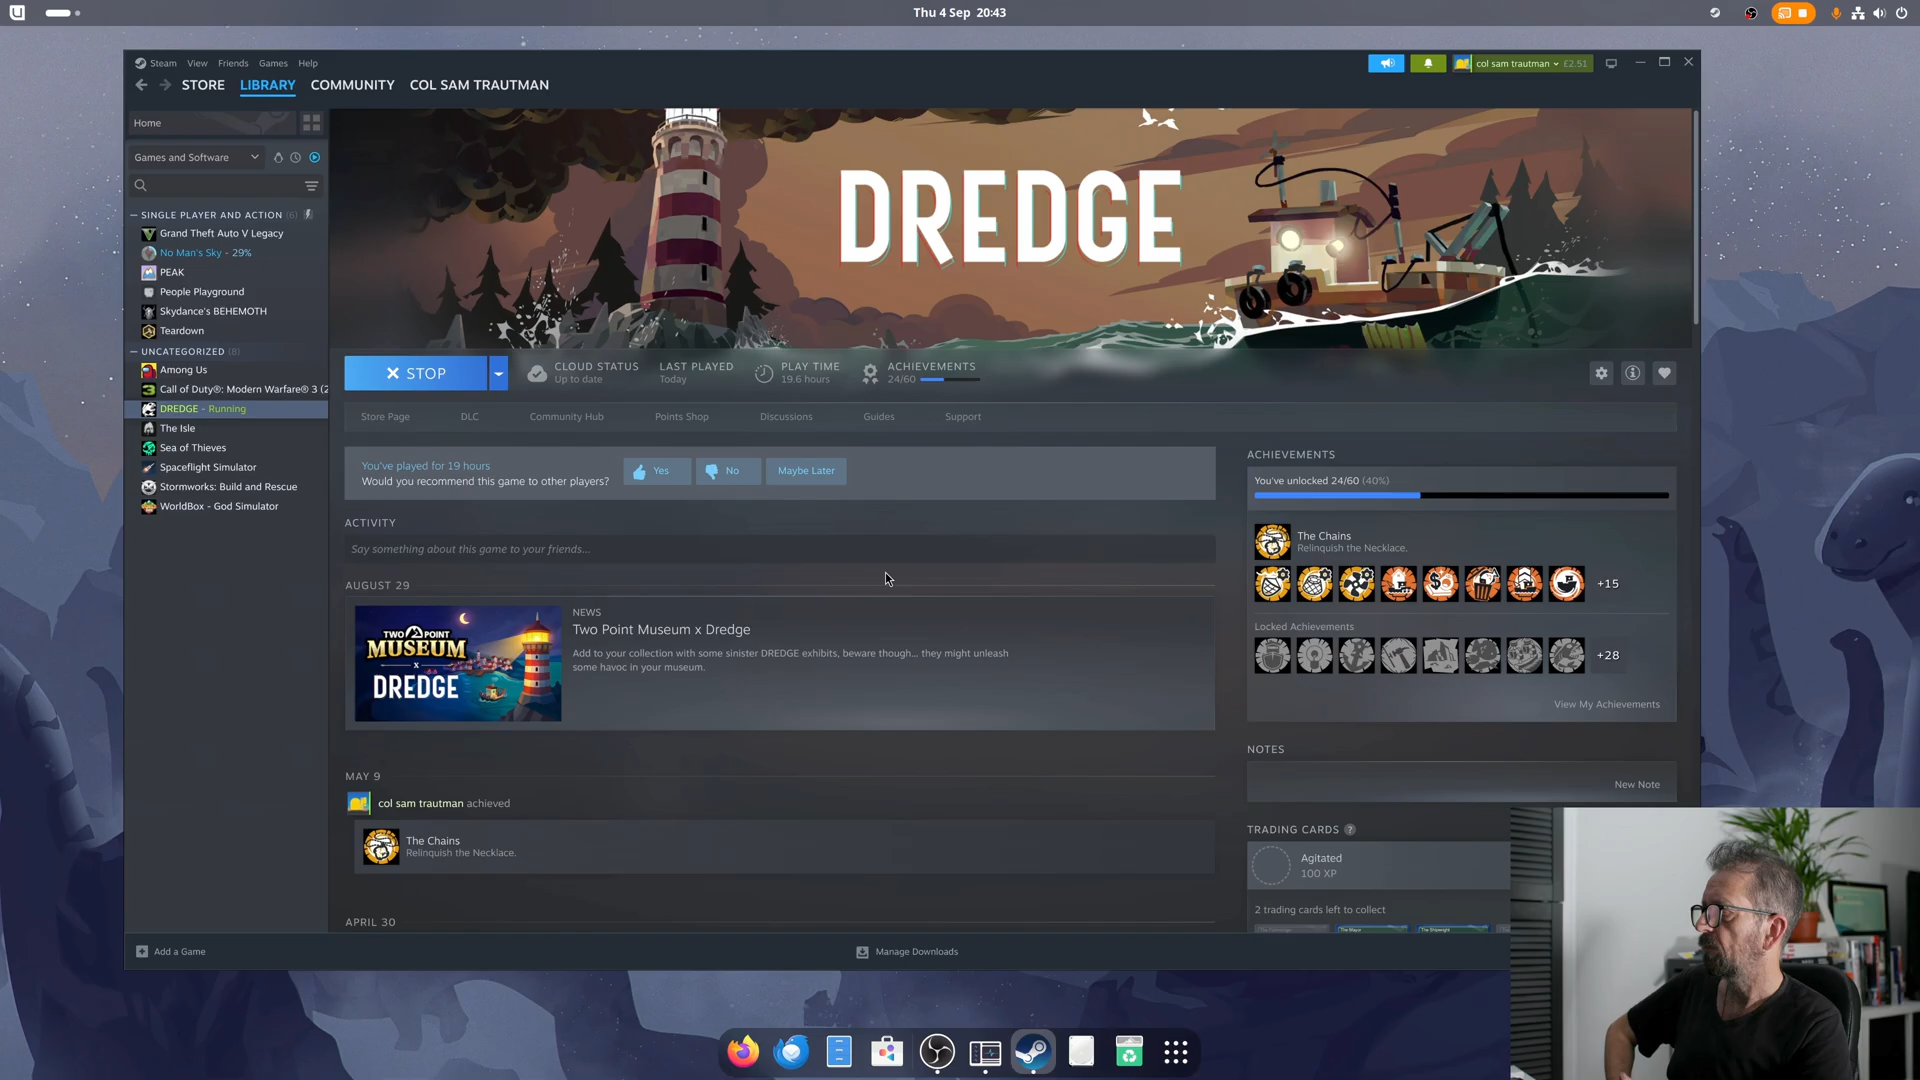 Thu 4 Sep 20:43
Steam View Friends Games Help
col sam trautman £2.51
STORE LIBRARY COMMUNITY COL SAM TRAUTMAN
Home
Games and Software
SINGLE PLAYER AND ACTION (6)
Grand Theft Auto V Legacy
No Man's Sky - 29%
PEAK
People Playground
Skydance's BEHEMOTH
Teardown
UNCATEGORIZED (8)
Among Us
Call of Duty®: Modern Warfare® 3 (2
DREDGE - Running
The Isle
Sea of Thieves
Spaceflight Simulator
Stormworks: Build and Rescue
WorldBox - God Simulator
DREDGE
STOP
CLOUD STATUS
Up to date
LAST PLAYED
Today
PLAY TIME
19.6 hours
ACHIEVEMENTS
24/60
Store Page DLC Community Hub Points Shop Discussions Guides Support
You've played for 19 hours
Would you recommend this game to other players?
Yes No Maybe Later
ACTIVITY
Say something about this game to your friends...
AUGUST 29
TWO POINT
MUSEUM
x
DREDGE
NEWS
Two Point Museum x Dredge
Add to your collection with some sinister DREDGE exhibits, beware though... they might unleash
some havoc in your museum.
MAY 9
col sam trautman achieved
The Chains
Relinquish the Necklace.
APRIL 30
ACHIEVEMENTS
You've unlocked 24/60 (40%)
The Chains
Relinquish the Necklace.
+15
Locked Achievements
+28
View My Achievements
NOTES
New Note
TRADING CARDS ?
Agitated
100 XP
2 trading cards left to collect
The Mayor
The Shipwright
Add a Game
Manage Downloads